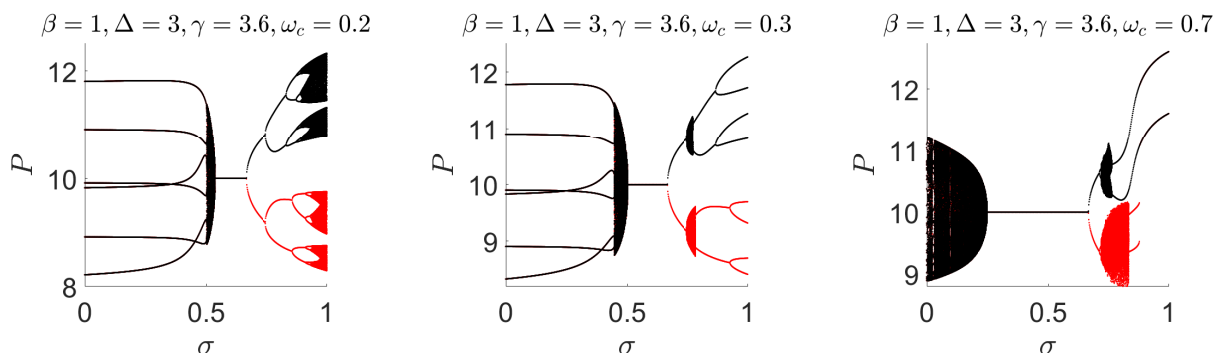 β = 1, Δ = 3, γ = 3.6, ω_c = 0.2
12
10
8
P
0
0.5
1
σ
β = 1, Δ = 3, γ = 3.6, ω_c = 0.3
12
11
10
9
P
0
0.5
1
σ
β = 1, Δ = 3, γ = 3.6, ω_c = 0.7
12
11
10
9
P
0
0.5
1
σ